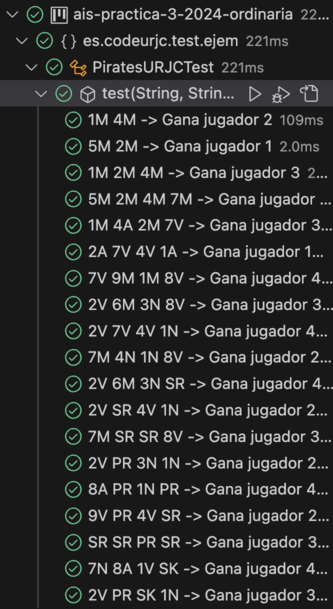 ais-practica-3-2024-ordinaria 22...
{} es.codeurjc.test.ejem 221ms
PiratesURJCTest 221ms
test(String, Strin...
1M 4M -> Gana jugador 2 109ms
5M 2M -> Gana jugador 1 2.0ms
1M 2M 4M -> Gana jugador 3 2...
5M 2M 4M 7M -> Gana jugador ...
1M 4A 2M 7V -> Gana jugador 3...
2A 7V 4V 1A -> Gana jugador 1...
7V 9M 1M 8V -> Gana jugador 4...
2V 6M 3N 8V -> Gana jugador 3...
2V 7V 4V 1N -> Gana jugador 4...
7M 4N 1N 8V -> Gana jugador 2...
2V 6M 3N SR -> Gana jugador 4...
2V SR 4V 1N -> Gana jugador 2...
7M SR SR 8V -> Gana jugador 3...
2V PR 3N 1N -> Gana jugador 2...
8A PR 1N PR -> Gana jugador 4...
9V PR 4V SR -> Gana jugador 2...
SR SR PR SR -> Gana jugador 3...
7N 8A 1V SK -> Gana jugador 4...
2V PR SK 1N -> Gana jugador 3...